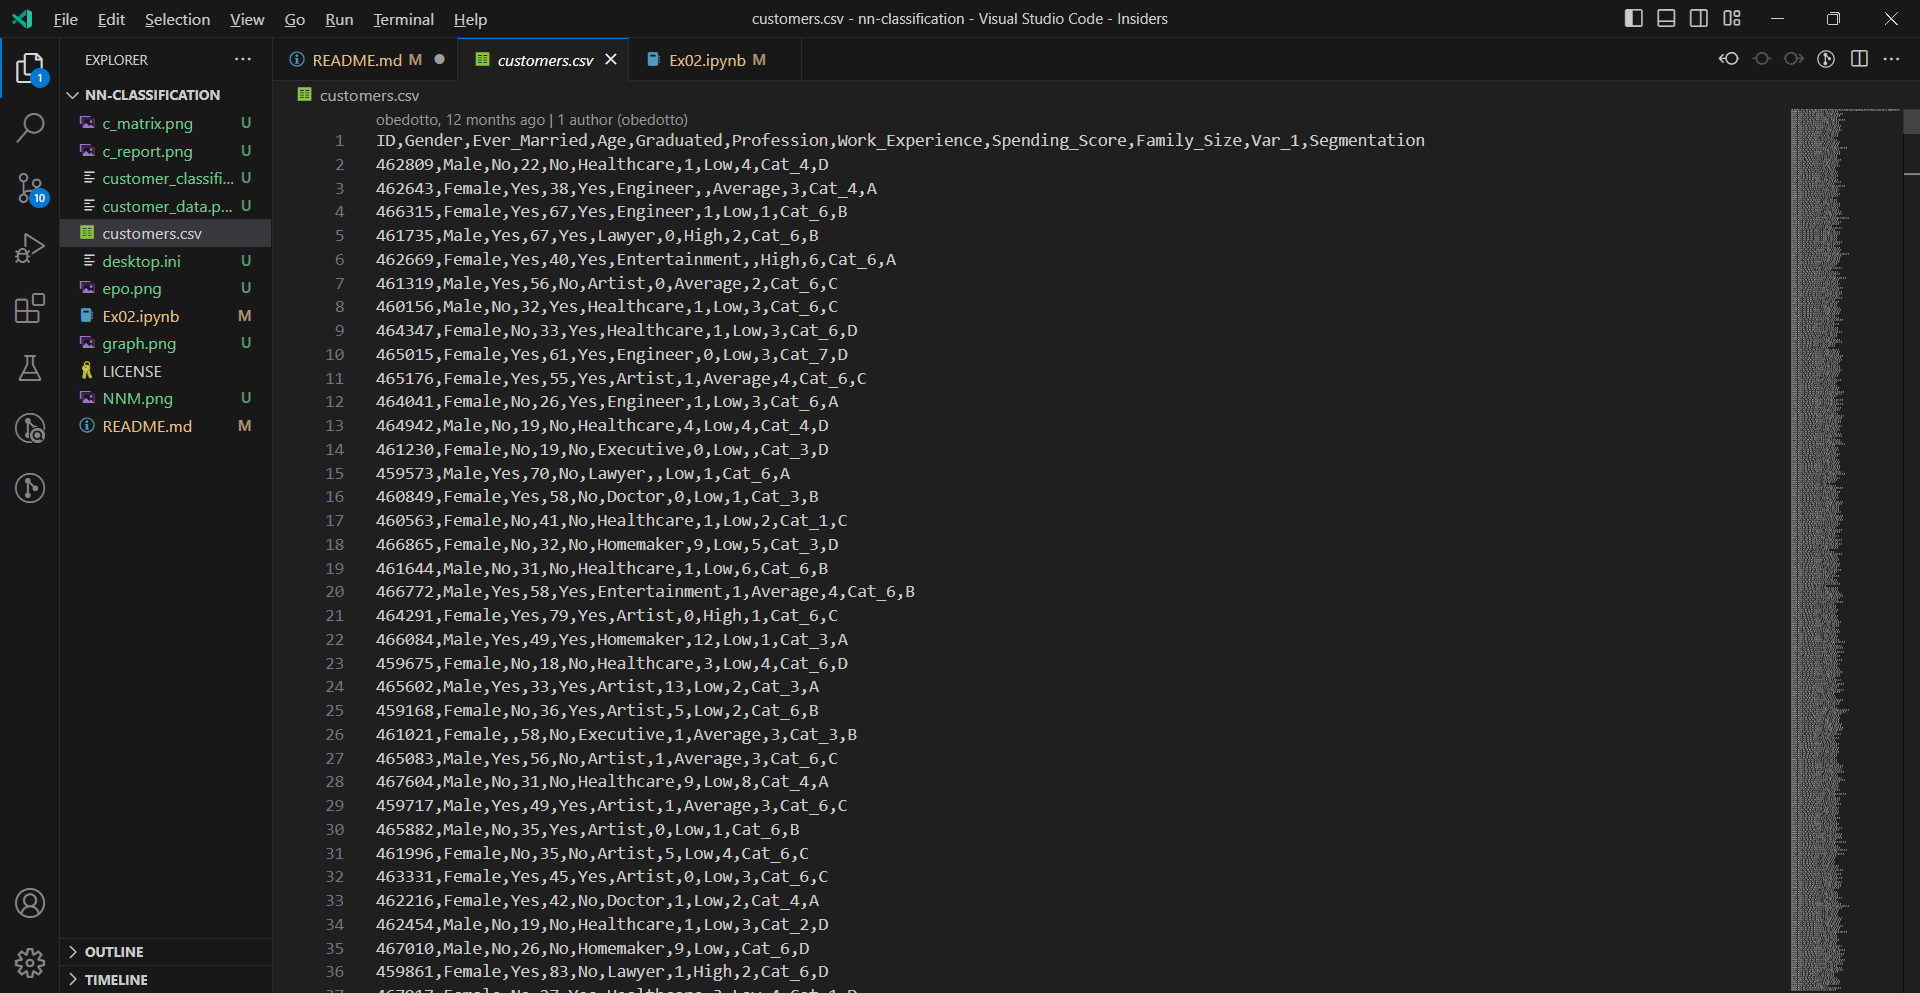 File Edit Selection View Go Run Terminal Help
customers.csv - nn-classification - Visual Studio Code - Insiders
EXPLORER
1
10
NN-CLASSIFICATION
c_matrix.png U
c_report.png U
customer_classifi... U
customer_data.p... U
customers.csv
desktop.ini U
epo.png U
Ex02.ipynb M
graph.png U
LICENSE
NNM.png U
README.md M
OUTLINE
TIMELINE
README.md M
customers.csv
Ex02.ipynb M
customers.csv
obedotto, 12 months ago | 1 author (obedotto)
1 ID,Gender,Ever_Married,Age,Graduated,Profession,Work_Experience,Spending_Score,Family_Size,Var_1,Segmentation
2 462809,Male,No,22,No,Healthcare,1,Low,4,Cat_4,D
3 462643,Female,Yes,38,Yes,Engineer,,Average,3,Cat_4,A
4 466315,Female,Yes,67,Yes,Engineer,1,Low,1,Cat_6,B
5 461735,Male,Yes,67,Yes,Lawyer,0,High,2,Cat_6,B
6 462669,Female,Yes,40,Yes,Entertainment,,High,6,Cat_6,A
7 461319,Male,Yes,56,No,Artist,0,Average,2,Cat_6,C
8 460156,Male,No,32,Yes,Healthcare,1,Low,3,Cat_6,C
9 464347,Female,No,33,Yes,Healthcare,1,Low,3,Cat_6,D
10 465015,Female,Yes,61,Yes,Engineer,0,Low,3,Cat_7,D
11 465176,Female,Yes,55,Yes,Artist,1,Average,4,Cat_6,C
12 464041,Female,No,26,Yes,Engineer,1,Low,3,Cat_6,A
13 464942,Male,No,19,No,Healthcare,4,Low,4,Cat_4,D
14 461230,Female,No,19,No,Executive,0,Low,,Cat_3,D
15 459573,Male,Yes,70,No,Lawyer,,Low,1,Cat_6,A
16 460849,Female,Yes,58,No,Doctor,0,Low,1,Cat_3,B
17 460563,Female,No,41,No,Healthcare,1,Low,2,Cat_1,C
18 466865,Female,No,32,No,Homemaker,9,Low,5,Cat_3,D
19 461644,Male,No,31,No,Healthcare,1,Low,6,Cat_6,B
20 466772,Male,Yes,58,Yes,Entertainment,1,Average,4,Cat_6,B
21 464291,Female,Yes,79,Yes,Artist,0,High,1,Cat_6,C
22 466084,Male,Yes,49,Yes,Homemaker,12,Low,1,Cat_3,A
23 459675,Female,No,18,No,Healthcare,3,Low,4,Cat_6,D
24 465602,Male,Yes,33,Yes,Artist,13,Low,2,Cat_3,A
25 459168,Female,No,36,Yes,Artist,5,Low,2,Cat_6,B
26 461021,Female,,58,No,Executive,1,Average,3,Cat_3,B
27 465083,Male,Yes,56,No,Artist,1,Average,3,Cat_6,C
28 467604,Male,No,31,No,Healthcare,9,Low,8,Cat_4,A
29 459717,Male,Yes,49,Yes,Artist,1,Average,3,Cat_6,C
30 465882,Male,No,35,Yes,Artist,0,Low,1,Cat_6,B
31 461996,Female,No,35,No,Artist,5,Low,4,Cat_6,C
32 463331,Female,Yes,45,Yes,Artist,0,Low,3,Cat_6,C
33 462216,Female,Yes,42,No,Doctor,1,Low,2,Cat_4,A
34 462454,Male,No,19,No,Healthcare,1,Low,3,Cat_2,D
35 467010,Male,No,26,No,Homemaker,9,Low,,Cat_6,D
36 459861,Female,Yes,83,No,Lawyer,1,High,2,Cat_6,D